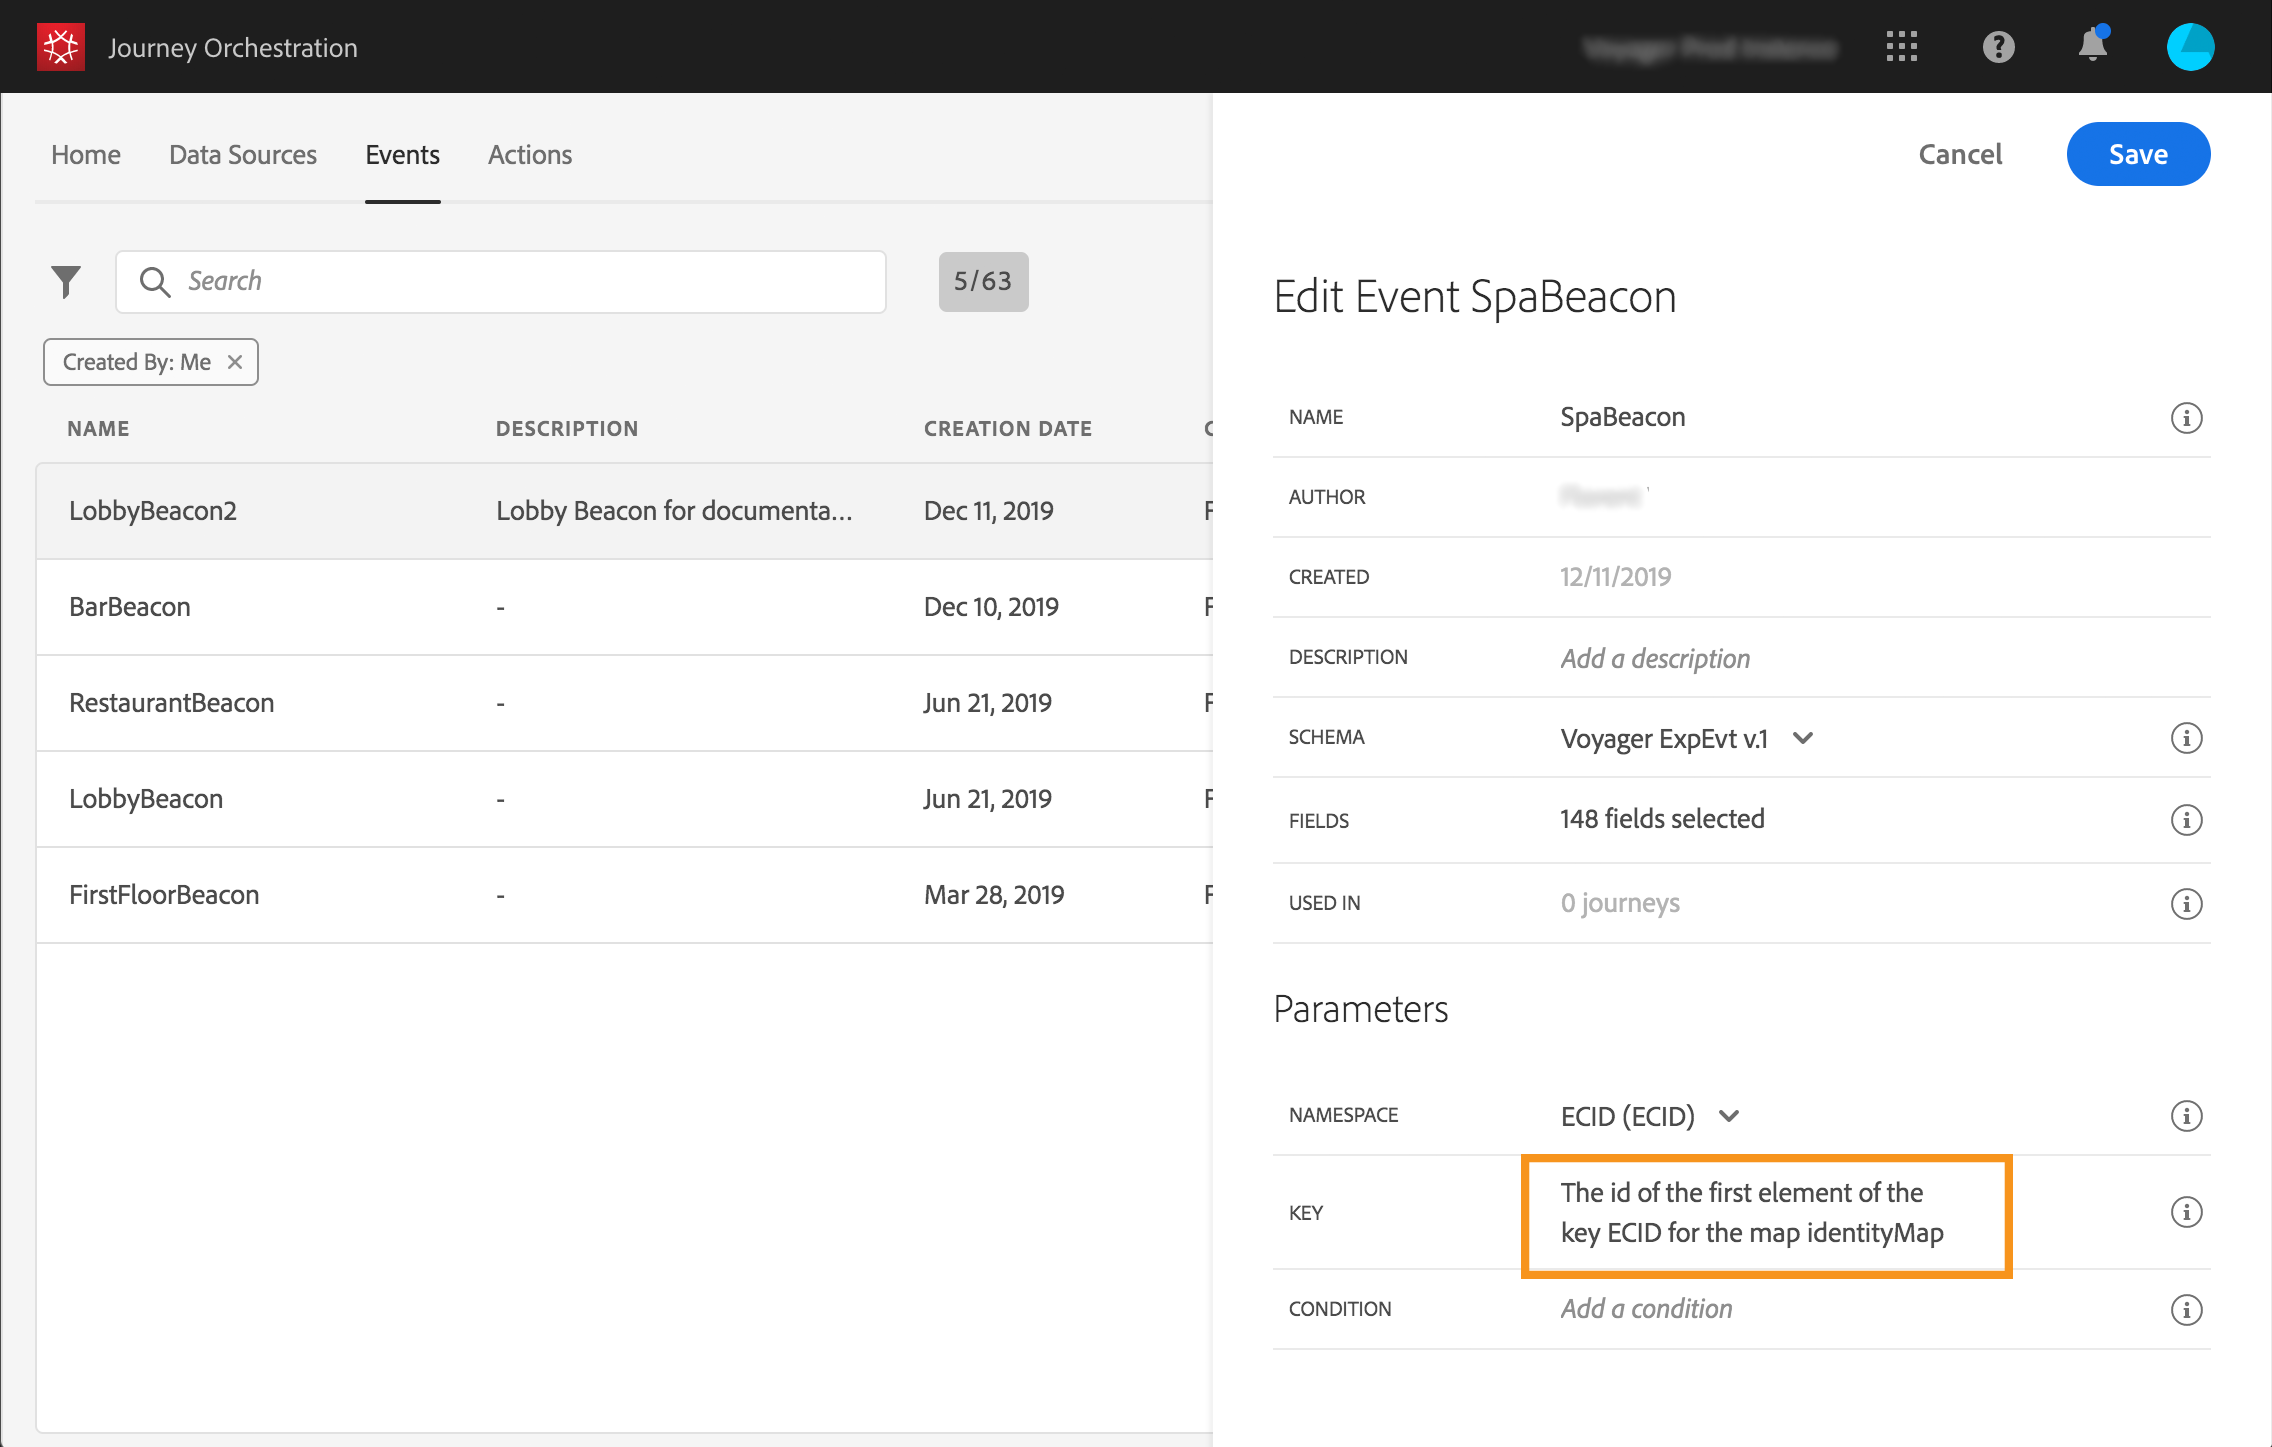 Journey Orchestration
Home Data Sources Events Actions
Search
5/63
Created By: Me
NAME DESCRIPTION CREATION DATE
LobbyBeacon2 Lobby Beacon for documenta... Dec 11, 2019
BarBeacon - Dec 10, 2019
RestaurantBeacon - Jun 21, 2019
LobbyBeacon - Jun 21, 2019
FirstFloorBeacon - Mar 28, 2019
Cancel Save
Edit Event SpaBeacon
NAME SpaBeacon
AUTHOR
CREATED 12/11/2019
DESCRIPTION Add a description
SCHEMA Voyager ExpEvt v.1
FIELDS 148 fields selected
USED IN 0 journeys
Parameters
NAMESPACE ECID (ECID)
KEY The id of the first element of the
key ECID for the map identityMap
CONDITION Add a condition